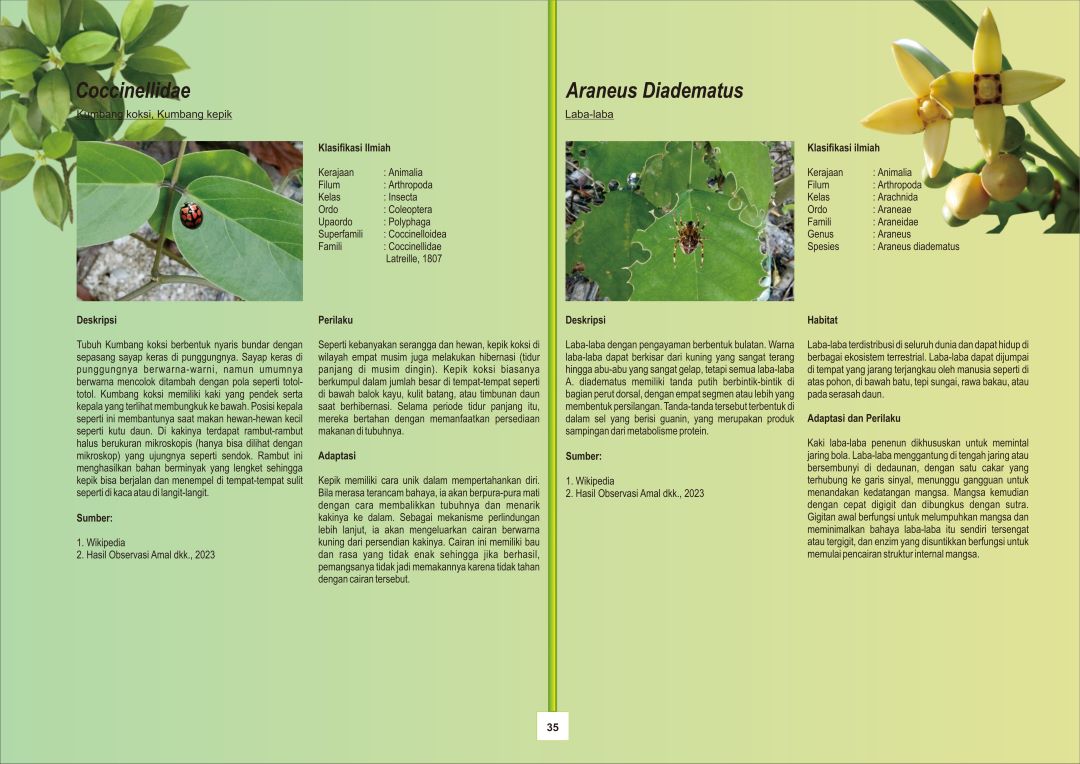 Coccinellidae
Kumbang koksi, Kumbang kepik
Klasifikasi Ilmiah
Kerajaan : Animalia
Filum : Arthropoda
Kelas : Insecta
Ordo : Coleoptera
Upaordo : Polyphaga
Superfamili : Coccinelloidea
Famili : Coccinellidae
Latreille, 1807
Deskripsi
Tubuh Kumbang koksi berbentuk nyaris bundar dengan
sepasang sayap keras di punggungnya. Sayap keras di
punggungnya berwarna-warni, namun umumnya
berwarna mencolok ditambah dengan pola seperti totol-
totol. Kumbang koksi memiliki kaki yang pendek serta
kepala yang terlihat membungkuk ke bawah. Posisi kepala
seperti ini membantunya saat makan hewan-hewan kecil
seperti kutu daun. Di kakinya terdapat rambut-rambut
halus berukuran mikroskopis (hanya bisa dilihat dengan
mikroskop) yang ujungnya seperti sendok. Rambut ini
menghasilkan bahan berminyak yang lengket sehingga
kepik bisa berjalan dan menempel di tempat-tempat sulit
seperti di kaca atau di langit-langit.
Sumber:
1. Wikipedia
2. Hasil Observasi Amal dkk., 2023
Perilaku
Seperti kebanyakan serangga dan hewan, kepik koksi di
wilayah empat musim juga melakukan hibernasi (tidur
panjang di musim dingin). Kepik koksi biasanya
berkumpul dalam jumlah besar di tempat-tempat seperti
di bawah balok kayu, kulit batang, atau timbunan daun
saat berhibernasi. Selama periode tidur panjang itu,
mereka bertahan dengan memanfaatkan persediaan
makanan di tubuhnya.
Adaptasi
Kepik memiliki cara unik dalam mempertahankan diri.
Bila merasa terancam bahaya, ia akan berpura-pura mati
dengan cara membalikkan tubuhnya dan menarik
kakinya ke dalam. Sebagai mekanisme perlindungan
lebih lanjut, ia akan mengeluarkan cairan berwarna
kuning dari persendian kakinya. Cairan ini memiliki bau
dan rasa yang tidak enak sehingga jika berhasil,
pemangsanya tidak jadi memakannya karena tidak tahan
dengan cairan tersebut.
Araneus Diadematus
Laba-laba
Klasifikasi ilmiah
Kerajaan : Animalia
Filum : Arthropoda
Kelas : Arachnida
Ordo : Araneae
Famili : Araneidae
Genus : Araneus
Spesies : Araneus diadematus
Deskripsi
Laba-laba dengan pengayaman berbentuk bulatan. Warna
laba-laba dapat berkisar dari kuning yang sangat terang
hingga abu-abu yang sangat gelap, tetapi semua laba-laba
A. diadematus memiliki tanda putih berbintik-bintik di
bagian perut dorsal, dengan empat segmen atau lebih yang
membentuk persilangan. Tanda-tanda tersebut terbentuk di
dalam sel yang berisi guanin, yang merupakan produk
sampingan dari metabolisme protein.
Sumber:
1. Wikipedia
2. Hasil Observasi Amal dkk., 2023
Habitat
Laba-laba terdistribusi di seluruh dunia dan dapat hidup di
berbagai ekosistem terrestrial. Laba-laba dapat dijumpai
di tempat yang jarang terjangkau oleh manusia seperti di
atas pohon, di bawah batu, tepi sungai, rawa bakau, atau
pada serasah daun.
Adaptasi dan Perilaku
Kaki laba-laba penenun dikhususkan untuk memintal
jaring bola. Laba-laba menggantung di tengah jaring atau
bersembunyi di dedaunan, dengan satu cakar yang
terhubung ke garis sinyal, menunggu gangguan untuk
menandakan kedatangan mangsa. Mangsa kemudian
dengan cepat digigit dan dibungkus dengan sutra.
Gigitan awal berfungsi untuk melumpuhkan mangsa dan
meminimalkan bahaya laba-laba itu sendiri tersengat
atau tergigit, dan enzim yang disuntikkan berfungsi untuk
memulai pencairan struktur internal mangsa.
35